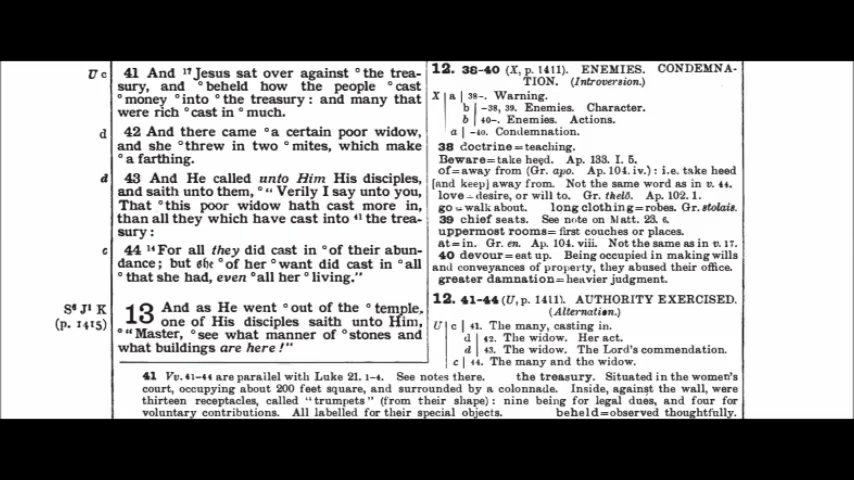 U c 41 And 17 Jesus sat over against °the trea-
sury, and °beheld how the people °cast
°money °into °the treasury: and many that
were rich °cast in °much.
d 42 And there came °a certain poor widow,
and she °threw in two °mites, which make
°a farthing.
d 43 And He called unto Him His disciples,
and saith unto them, °"Verily I say unto you,
That °this poor widow hath cast more in,
than all they which have cast into 41 the trea-
sury:
c 44 14 For all they did cast in °of their abun-
dance; but she °of her °want did cast in °all
°that she had, even °all her °living."
S6 J1 K
(p. 1415)
13 And as He went °out of the °temple,
one of His disciples saith unto Him,
°"Master, °see what manner of °stones and
what buildings are here!"
12. 38-40 (X, p. 1411). ENEMIES. CONDEMNA-
TION. (Introversion.)
X | a | 38-. Warning.
b | -38, 39. Enemies. Character.
b | 40-. Enemies. Actions.
a | -40. Condemnation.
38 doctrine=teaching.
Beware=take heed. Ap. 133. I. 5.
of=away from (Gr. apo. Ap. 104. iv.): i.e. take heed
[and keep] away from. Not the same word as in v. 44.
love=desire, or will to. Gr. thelō. Ap. 102. 1.
go=walk about. long clothing=robes. Gr. stolais.
39 chief seats. See note on Matt. 23. 6.
uppermost rooms=first couches or places.
at=in. Gr. en. Ap. 104. viii. Not the same as in v. 17.
40 devour=eat up. Being occupied in making wills
and conveyances of property, they abused their office.
greater damnation=heavier judgment.
12. 41-44 (U, p. 1411). AUTHORITY EXERCISED.
(Alternation.)
U | c | 41. The many, casting in.
d | 42. The widow. Her act.
d | 43. The widow. The Lord's commendation.
c | 44. The many and the widow.
41 Vv. 41-44 are parallel with Luke 21. 1-4. See notes there. the treasury. Situated in the women's
court, occupying about 200 feet square, and surrounded by a colonnade. Inside, against the wall, were
thirteen receptacles, called "trumpets" (from their shape): nine being for legal dues, and four for
voluntary contributions. All labelled for their special objects. beheld=observed thoughtfully.